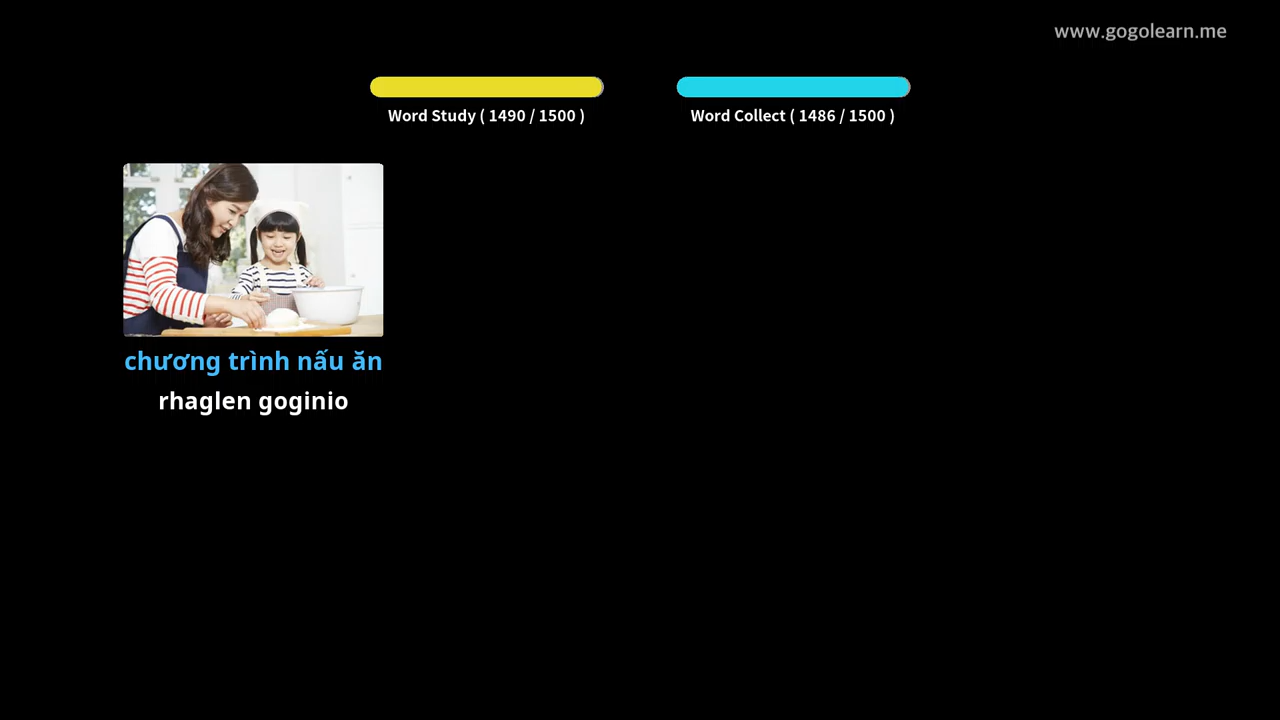 www.gogolearn.me
Word Study ( 1490 / 1500 )
Word Collect ( 1486 / 1500 )
chương trình nấu ăn
rhaglen goginio